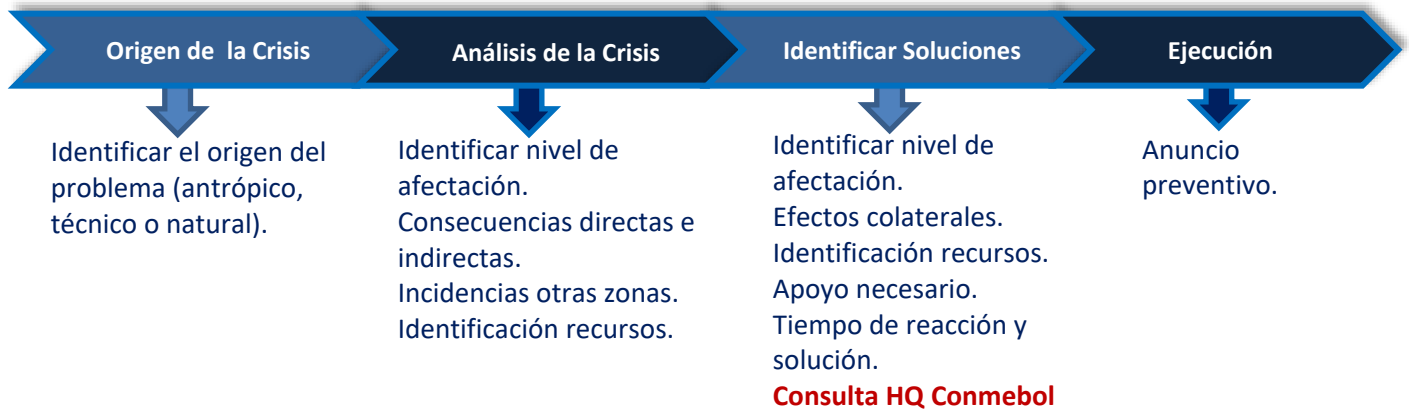 Origen de la Crisis
Análisis de la Crisis
Identificar Soluciones
Ejecución
Identificar el origen del
problema (antrópico,
técnico o natural).
Identificar nivel de
afectación.
Consecuencias directas e
indirectas.
Incidencias otras zonas.
Identificación recursos.
Identificar nivel de
afectación.
Efectos colaterales.
Identificación recursos.
Apoyo necesario.
Tiempo de reacción y
solución.
Consulta HQ Conmebol
Anuncio
preventivo.